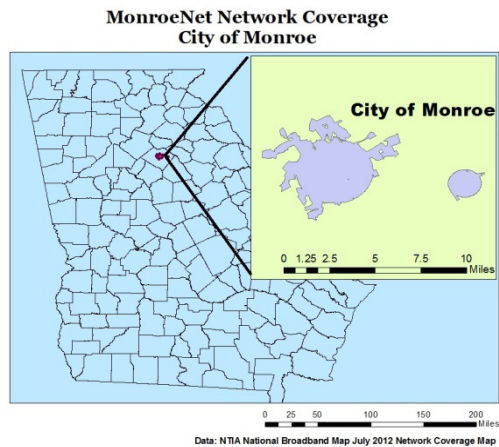 MonroeNet Network Coverage
City of Monroe
City of Monroe
0 1.25 2.5 5 7.5 10
Miles
0 25 50 100 150 200
Miles
Data: NTIA National Broadband Map July 2012 Network Coverage Map